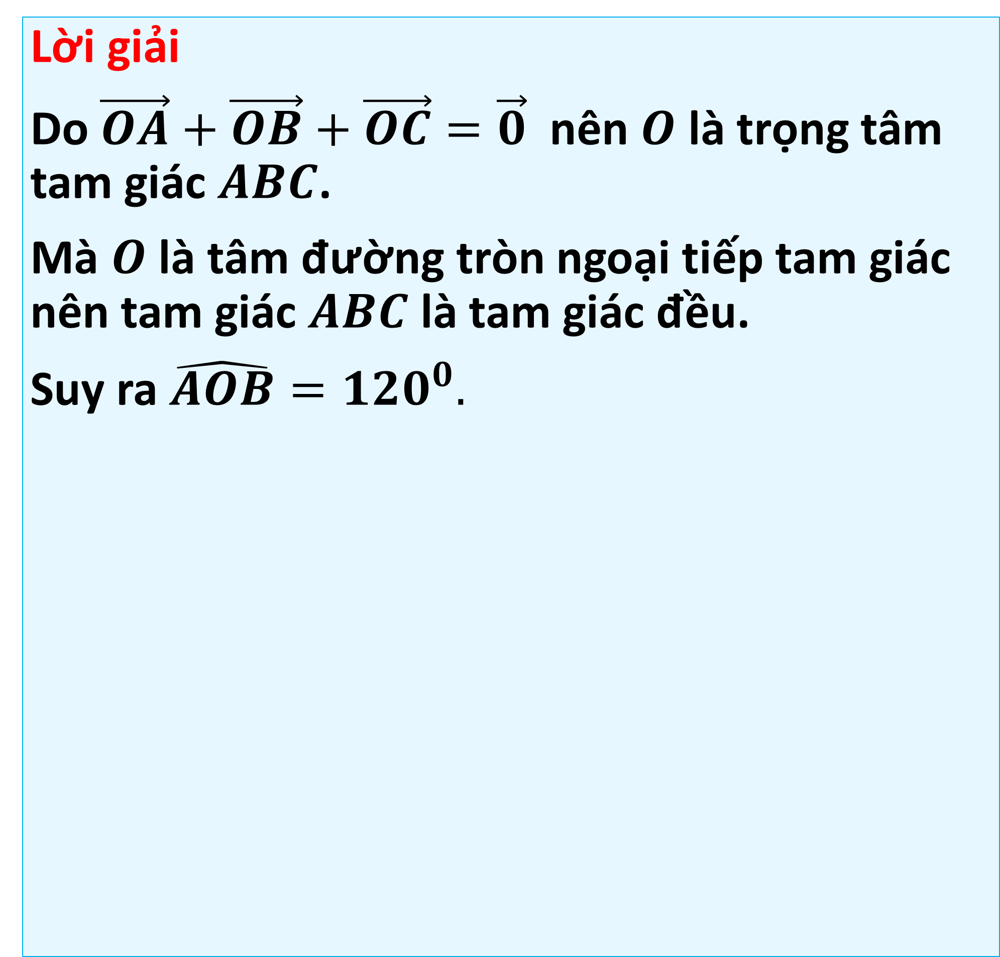 Lời giải
Do $\overrightarrow{OA} + \overrightarrow{OB} + \overrightarrow{OC} = \overrightarrow{0}$ nên $O$ là trọng tâm
tam giác $ABC$.
Mà $O$ là tâm đường tròn ngoại tiếp tam giác
nên tam giác $ABC$ là tam giác đều.
Suy ra $\widehat{AOB} = 120^0$.